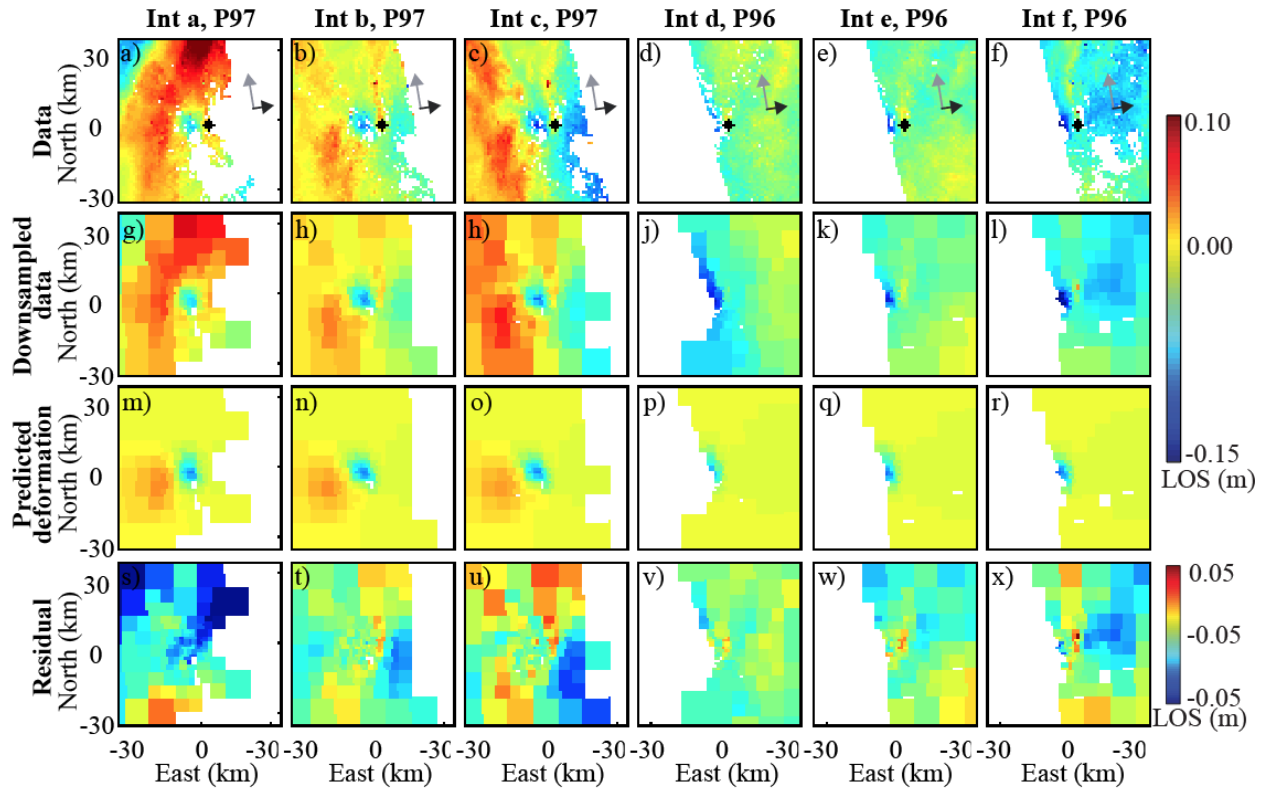 Int a, P97 Int b, P97 Int c, P97 Int d, P96 Int e, P96 Int f, P96
Data
North (km)
30
0
-30
a) b) c) d) e) f)
Downsampled
data
North (km)
30
0
-30
g) h) h) j) k) l)
Predicted
deformation
North (km)
30
0
-30
m) n) o) p) q) r)
Residual
North (km)
30
0
-30
s) t) u) v) w) x)
0.10
0.00
-0.15
LOS (m)
0.05
-0.05
-0.05
LOS (m)
-30 0 -30 -30 0 -30 -30 0 -30 -30 0 -30 -30 0 -30 -30 0 -30
East (km) East (km) East (km) East (km) East (km) East (km)